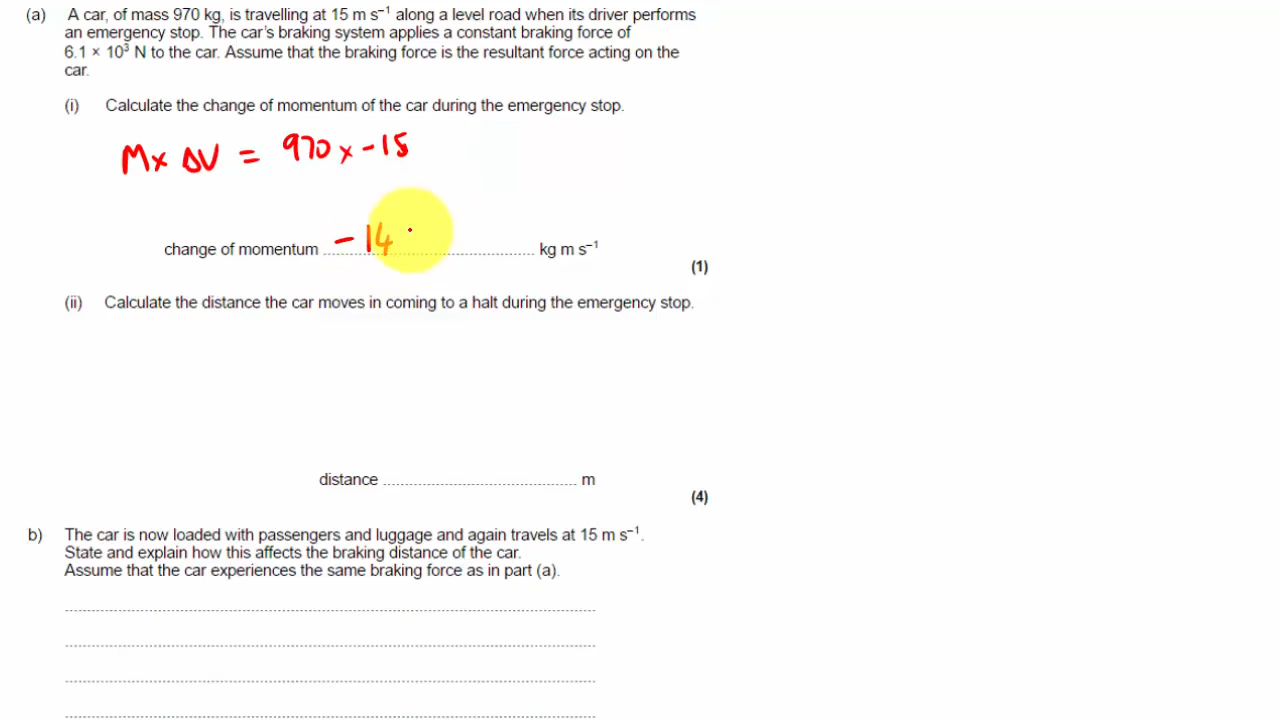 (a) A car, of mass 970 kg, is travelling at 15 m s⁻¹ along a level road when its driver performs
an emergency stop. The car's braking system applies a constant braking force of
6.1 × 10³ N to the car. Assume that the braking force is the resultant force acting on the
car.
(i) Calculate the change of momentum of the car during the emergency stop.
M x ΔV = 970 x -15
change of momentum -14 kg m s⁻¹
(1)
(ii) Calculate the distance the car moves in coming to a halt during the emergency stop.
distance ............................................ m
(4)
b) The car is now loaded with passengers and luggage and again travels at 15 m s⁻¹.
State and explain how this affects the braking distance of the car.
Assume that the car experiences the same braking force as in part (a).